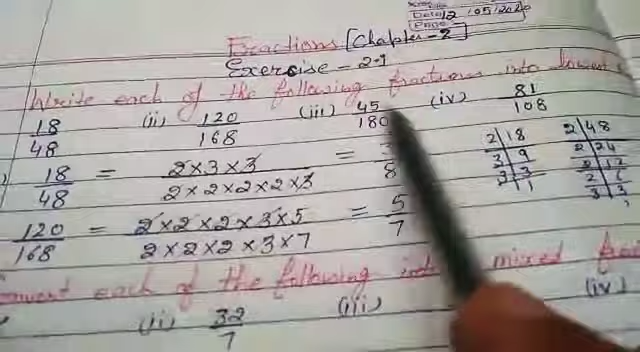 Date 12/05/2020
Page
Fractions [Chapter-2]
Exercise-2.1
Write each of the following fractions into lowest
18/48 (ii) 120/168 (iii) 45/180 (iv) 81/108
18/48 = 2×3×3 / 2×2×2×2×3 = 3/8
2|18 2|48
3|9 2|24
3|3 2|12
1 2|6
3|3
1
120/168 = 2×2×2×3×5 / 2×2×2×3×7 = 5/7
each of the following into mixed
(ii) 32/7 (iii) (iv)